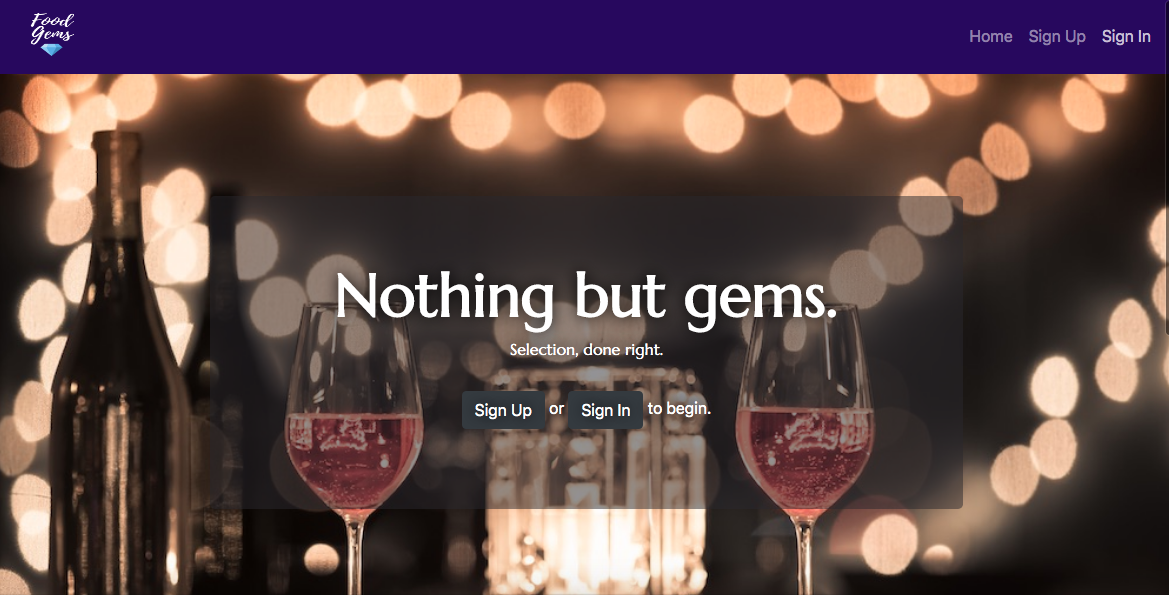 Food
Gems
Home Sign Up Sign In
Nothing but gems.
Selection, done right.
Sign Up or Sign In to begin.